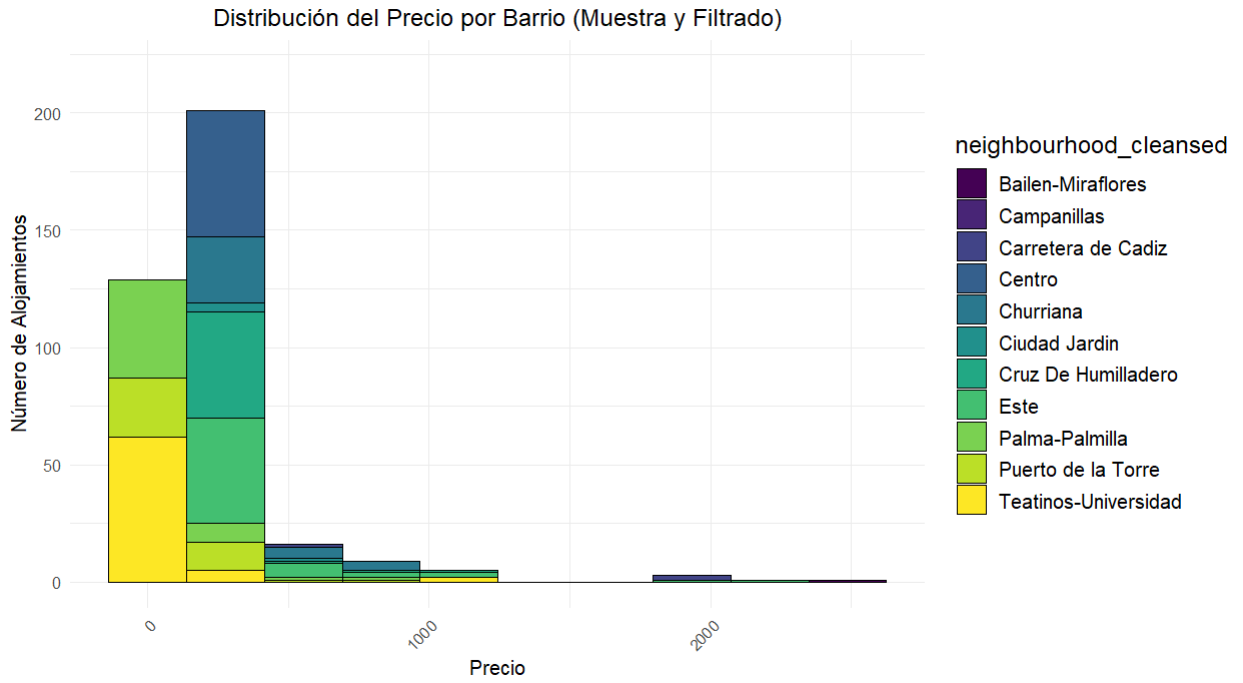 Distribución del Precio por Barrio (Muestra y Filtrado)
Número de Alojamientos
200
150
100
50
0
0
1000
2000
Precio
neighbourhood_cleansed
Bailen-Miraflores
Campanillas
Carretera de Cadiz
Centro
Churriana
Ciudad Jardin
Cruz De Humilladero
Este
Palma-Palmilla
Puerto de la Torre
Teatinos-Universidad